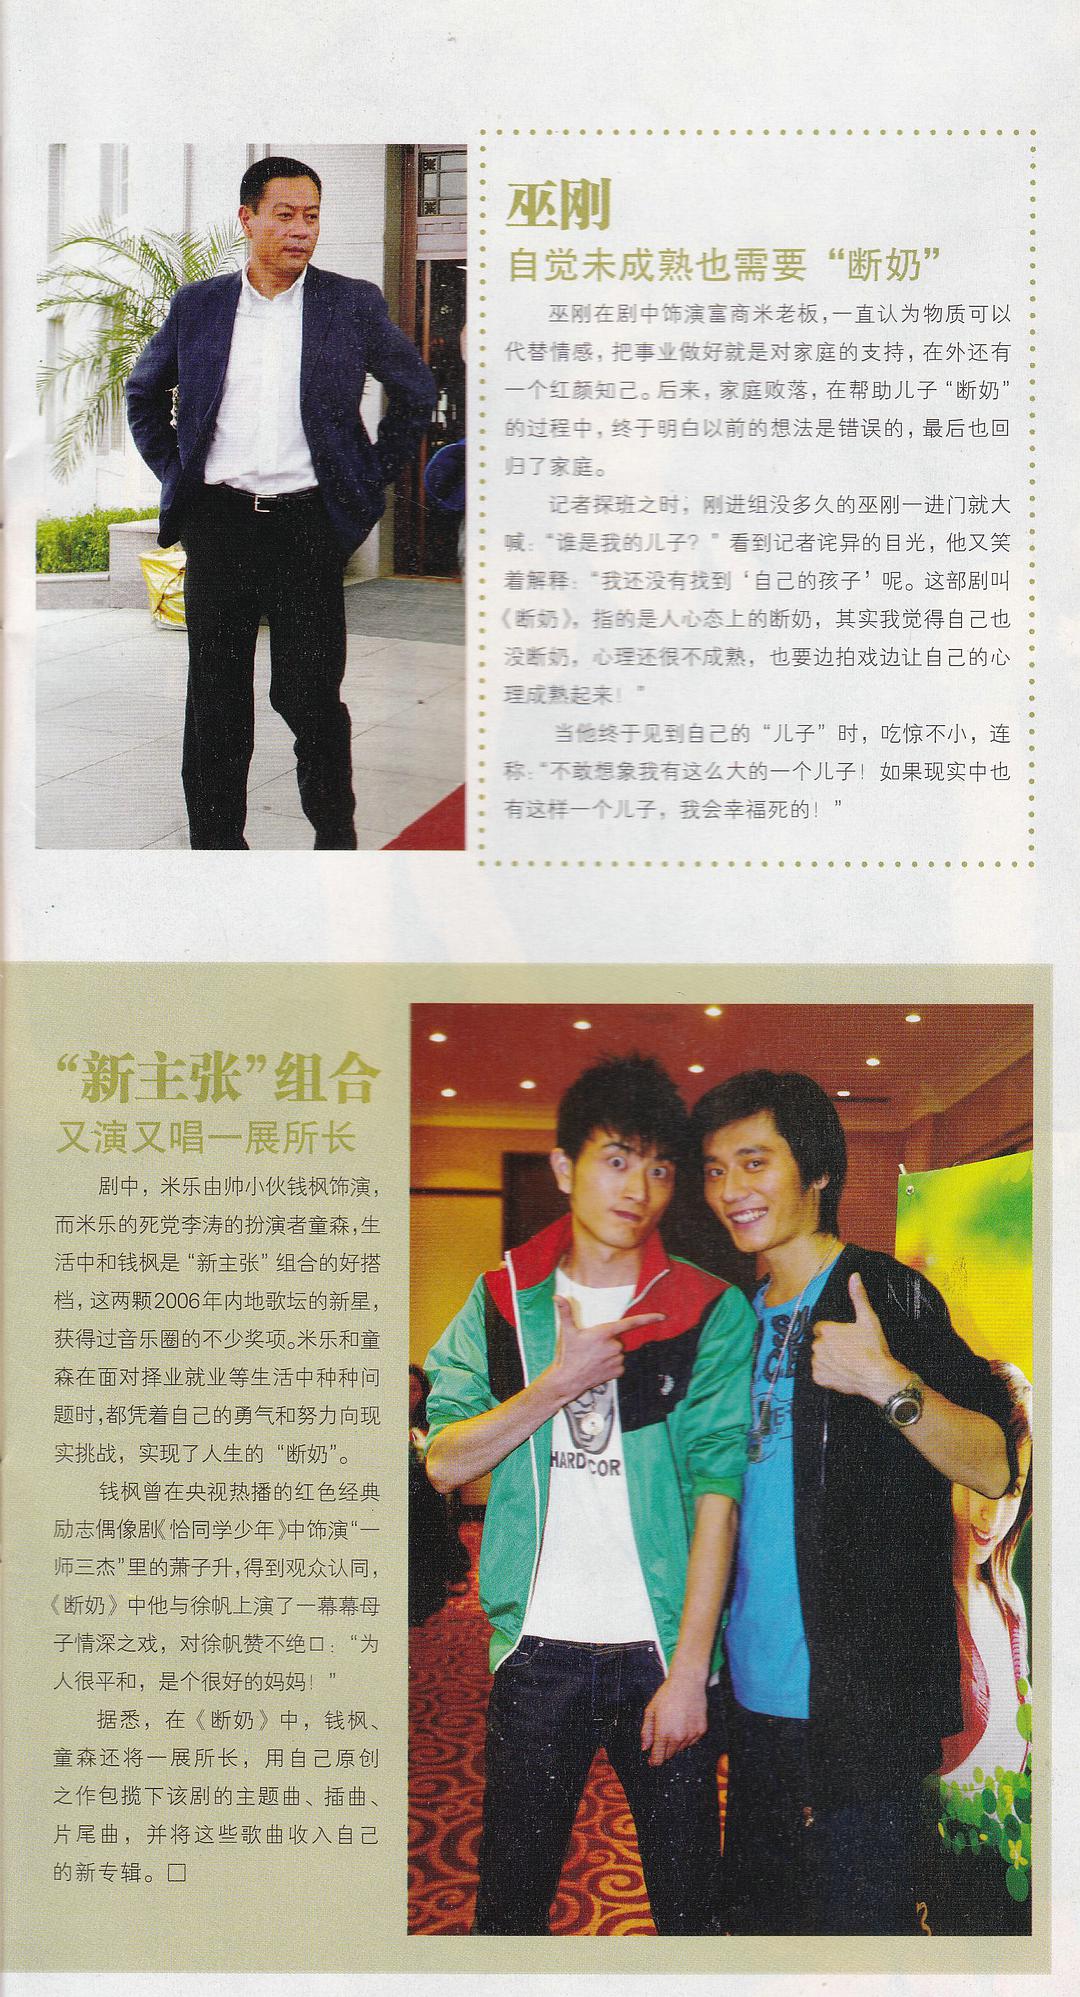 巫刚
自觉未成熟也需要“断奶”
巫刚在剧中饰演富商米老板，一直认为物质可以
代替情感，把事业做好就是对家庭的支持，在外还有
一个红颜知己。后来，家庭败落，在帮助儿子“断奶”
的过程中，终于明白以前的想法是错误的，最后也回
归了家庭。
记者探班之时，刚进组没多久的巫刚一进门就大
喊：“谁是我的儿子？”看到记者诧异的目光，他又笑
着解释：“我还没有找到‘自己的孩子’呢。这部剧叫
《断奶》，指的是人心态上的断奶，其实我觉得自己也
没断奶，心理还很不成熟，也要边拍戏边让自己的心
理成熟起来！”
当他终于见到自己的“儿子”时，吃惊不小，连
称：“不敢想象我有这么大的一个儿子！如果现实中也
有这样一个儿子，我会幸福死的！”
“新主张”组合
又演又唱一展所长
剧中，米乐由帅小伙钱枫饰演，
而米乐的死党李涛的扮演者童森，生
活中和钱枫是“新主张”组合的好搭
档，这两颗2006年内地歌坛的新星，
获得过音乐圈的不少奖项。米乐和童
森在面对择业就业等生活中种种问
题时，都凭着自己的勇气和努力向现
实挑战，实现了人生的“断奶”。
钱枫曾在央视热播的红色经典
励志偶像剧《恰同学少年》中饰演“一
师三杰”里的萧子升，得到观众认同，
《断奶》中他与徐帆上演了一幕幕母
子情深之戏，对徐帆赞不绝口：“为
人很平和，是个很好的妈妈！”
据悉，在《断奶》中，钱枫、
童森还将一展所长，用自己原创
之作包揽下该剧的主题曲、插曲、
片尾曲，并将这些歌曲收入自己
的新专辑。□
HARDCOR